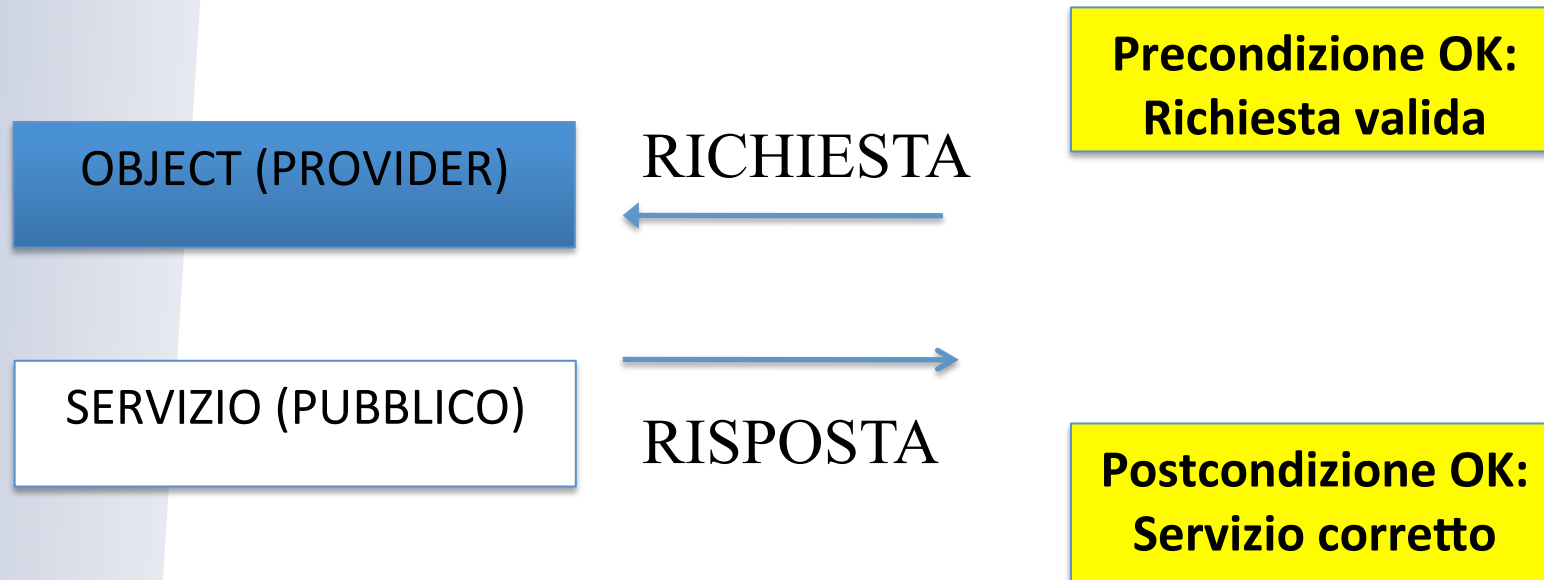 Precondizione OK:
Richiesta valida
OBJECT (PROVIDER)
RICHIESTA
SERVIZIO (PUBBLICO)
RISPOSTA
Postcondizione OK:
Servizio corretto